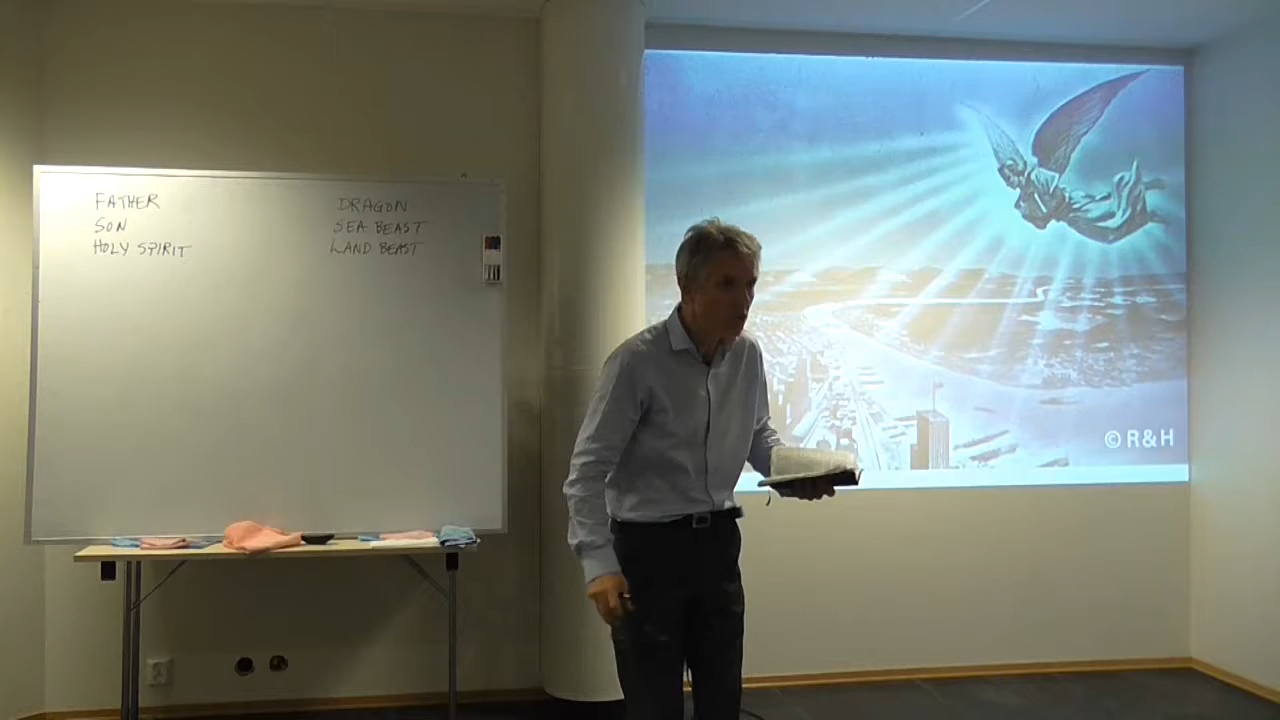 FATHER
SON
HOLY SPIRIT
DRAGON
SEA BEAST
LAND BEAST
© R&H